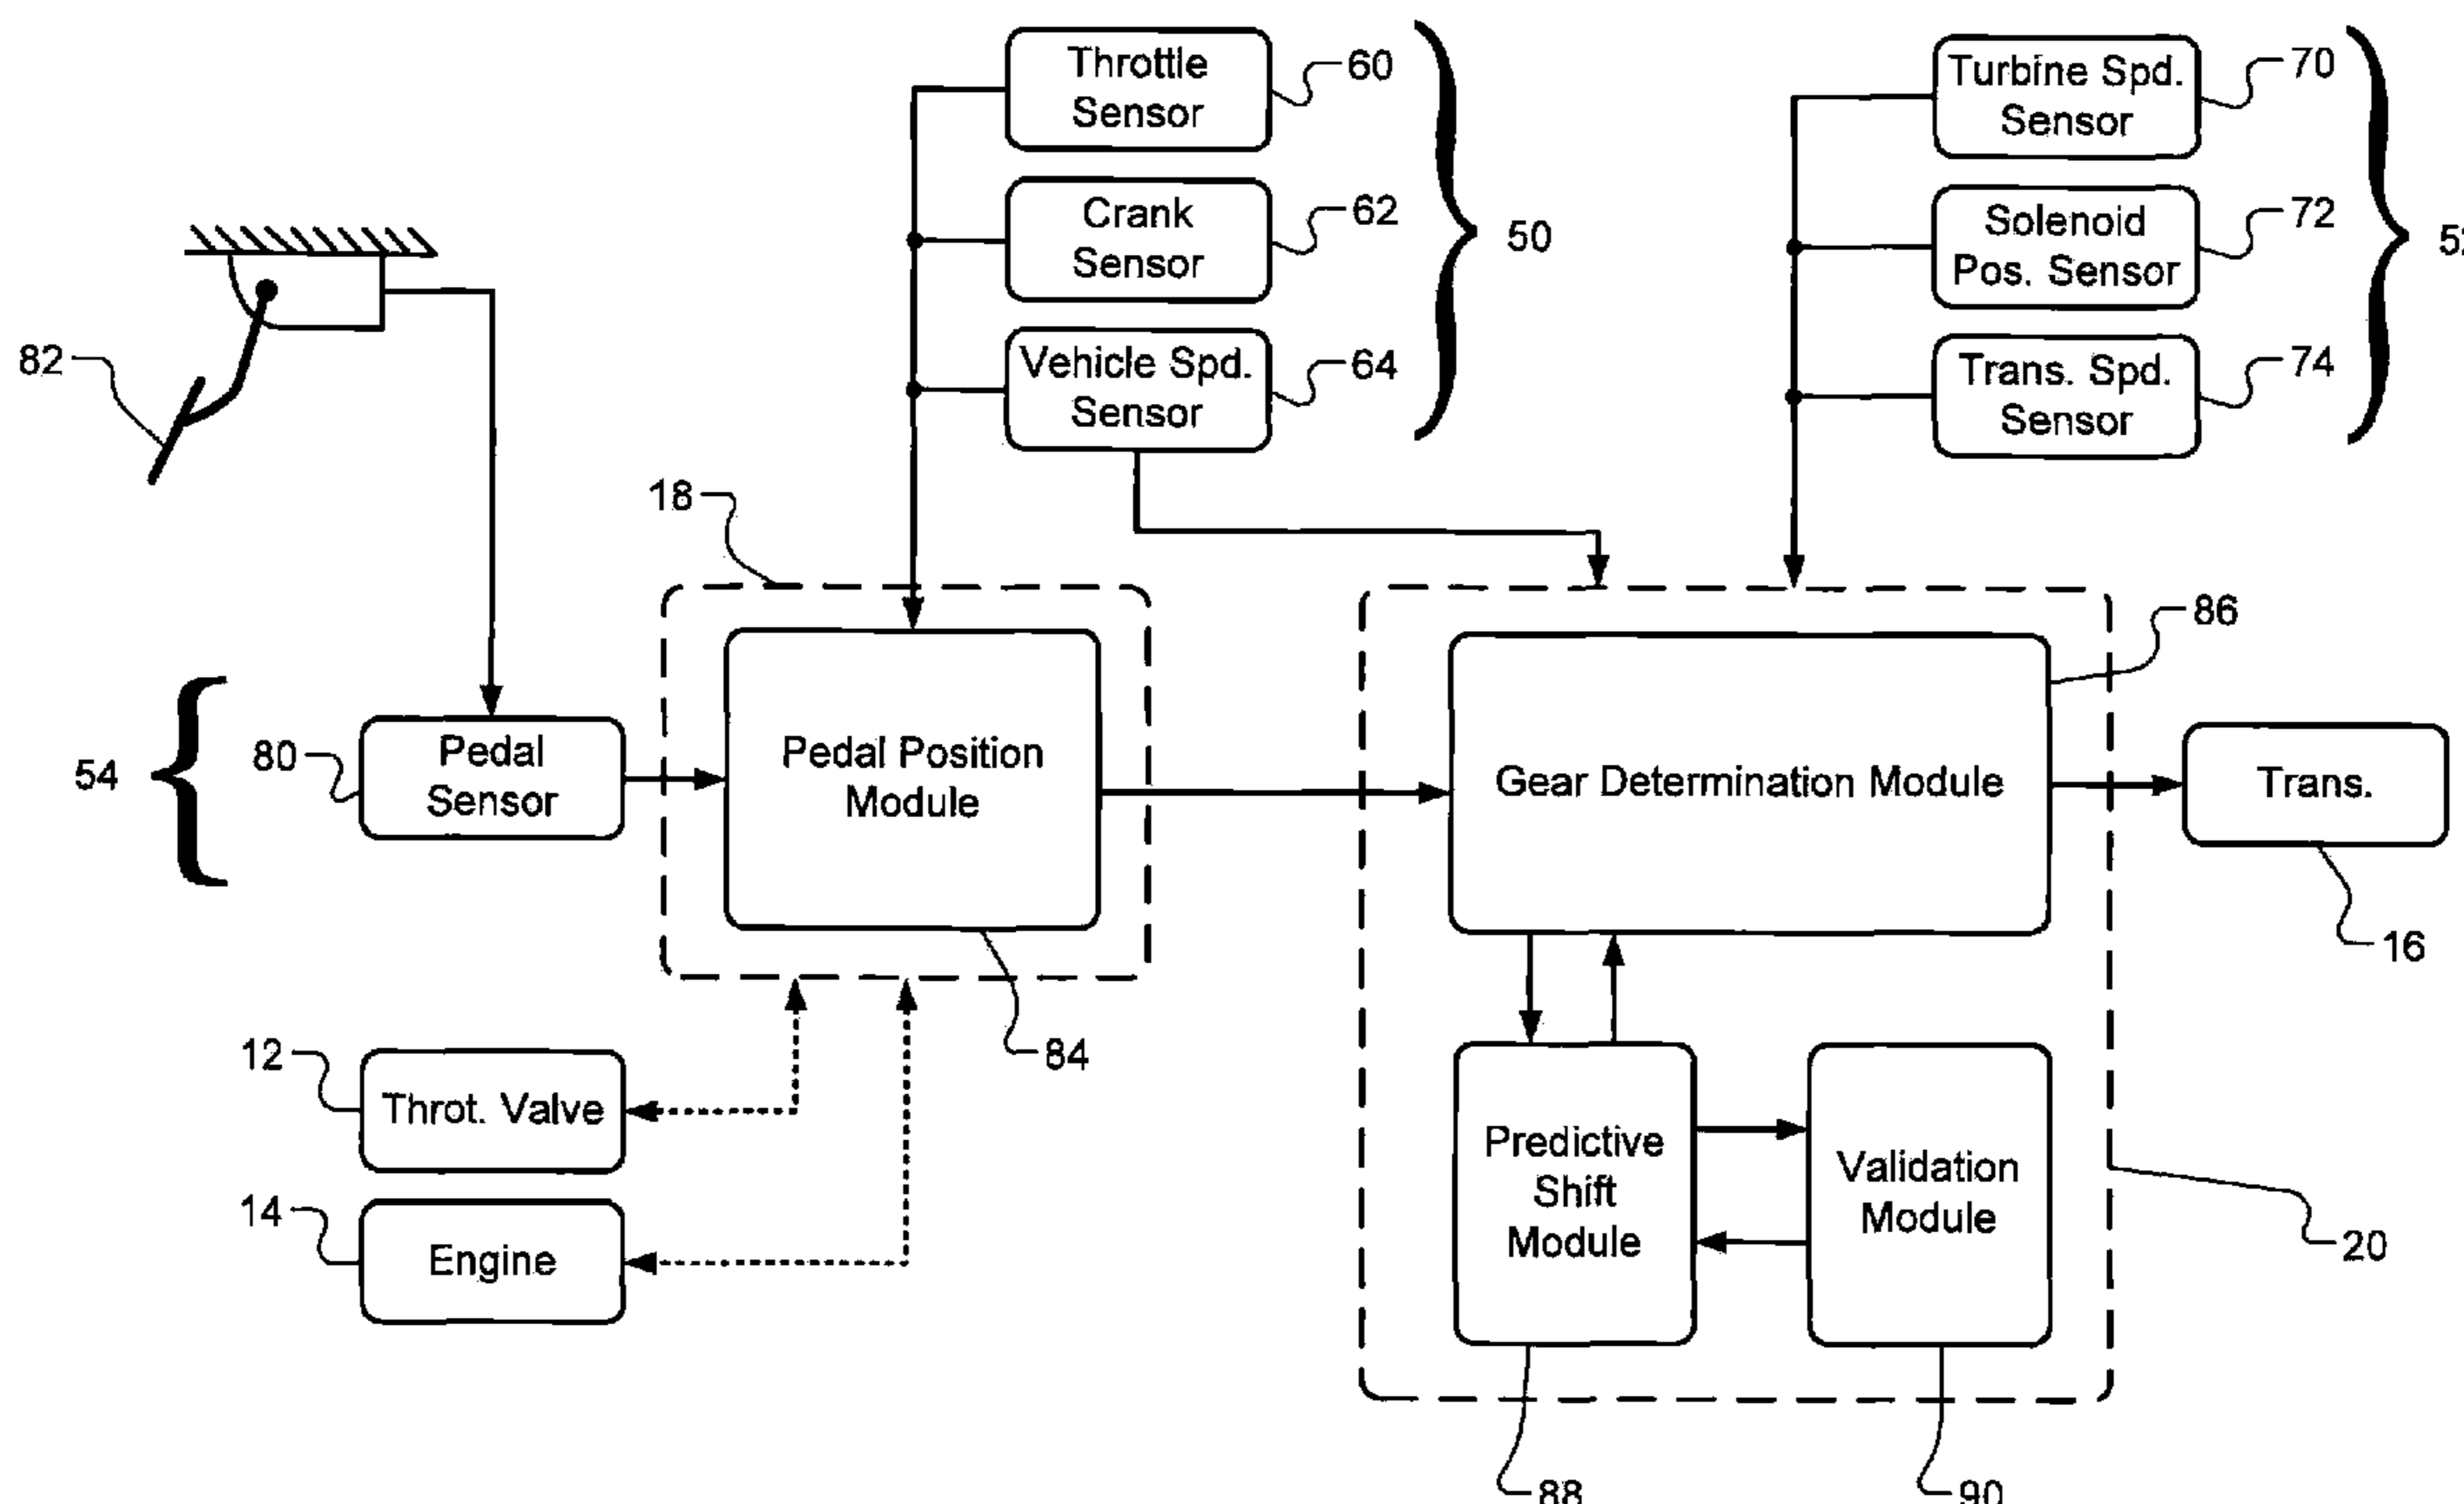 Throttle
Sensor
60
Crank
Sensor
62
Vehicle Spd.
Sensor
64
50
Turbine Spd.
Sensor
70
Solenoid
Pos. Sensor
72
Trans. Spd.
Sensor
74
82
18
54
80
Pedal
Sensor
Pedal Position
Module
84
86
Gear Determination Module
Trans.
16
12
Throt. Valve
14
Engine
Predictive
Shift
Module
Validation
Module
20
88
90